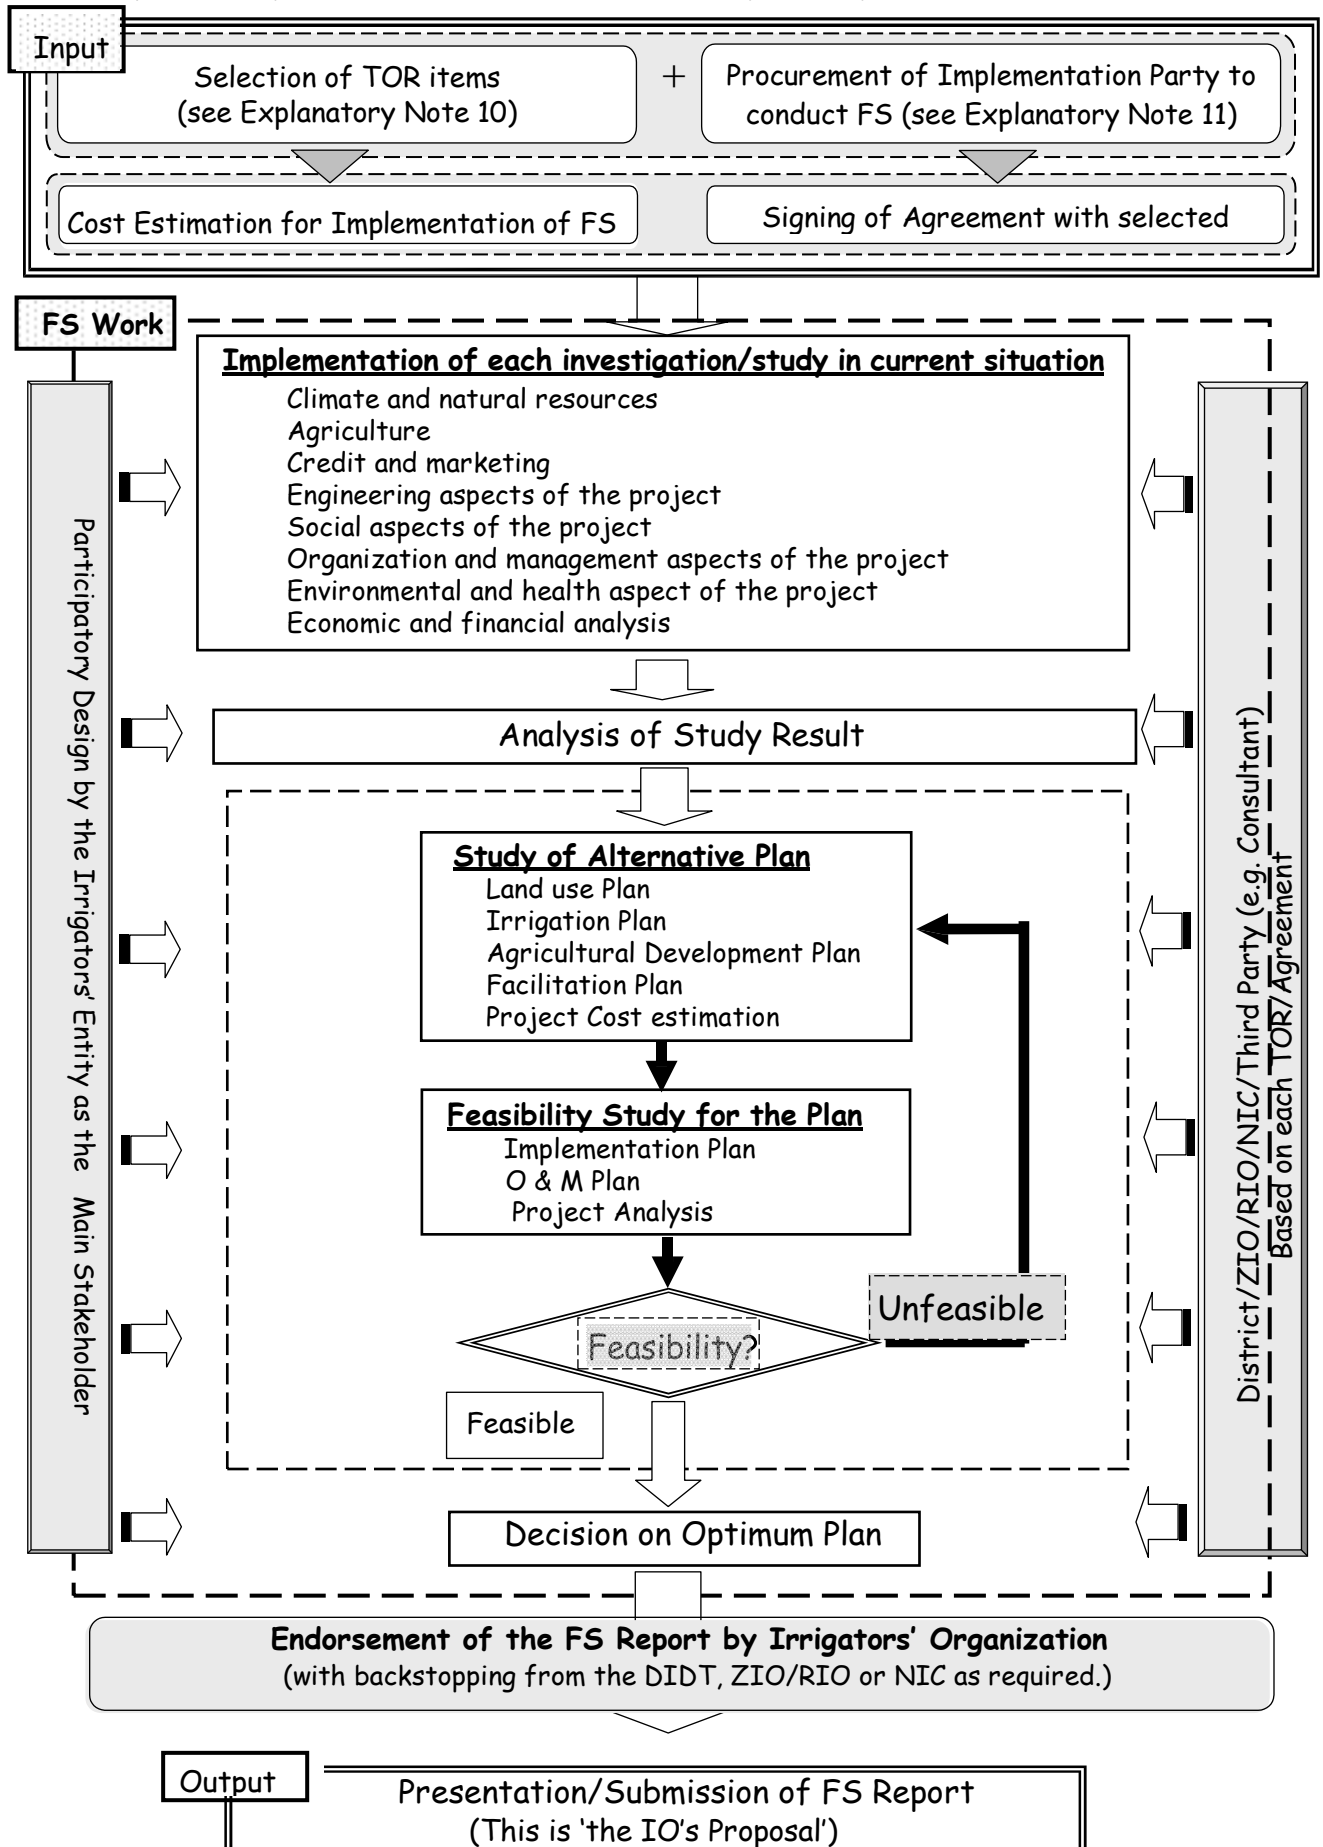 Input
Selection of TOR items
(see Explanatory Note 10)
+
Procurement of Implementation Party to
conduct FS (see Explanatory Note 11)
Cost Estimation for Implementation of FS
Signing of Agreement with selected
FS Work
Implementation of each investigation/study in current situation
Climate and natural resources
Agriculture
Credit and marketing
Engineering aspects of the project
Social aspects of the project
Organization and management aspects of the project
Environmental and health aspect of the project
Economic and financial analysis
Participatory Design by the Irrigators' Entity as the Main Stakeholder
District/ZIO/RIO/NIC/Third Party (e.g. Consultant)
Based on each TOR/Agreement
Analysis of Study Result
Study of Alternative Plan
Land use Plan
Irrigation Plan
Agricultural Development Plan
Facilitation Plan
Project Cost estimation
Feasibility Study for the Plan
Implementation Plan
O & M Plan
Project Analysis
Unfeasible
Feasibility?
Feasible
Decision on Optimum Plan
Endorsement of the FS Report by Irrigators' Organization
(with backstopping from the DIDT, ZIO/RIO or NIC as required.)
Output
Presentation/Submission of FS Report
(This is 'the IO's Proposal')